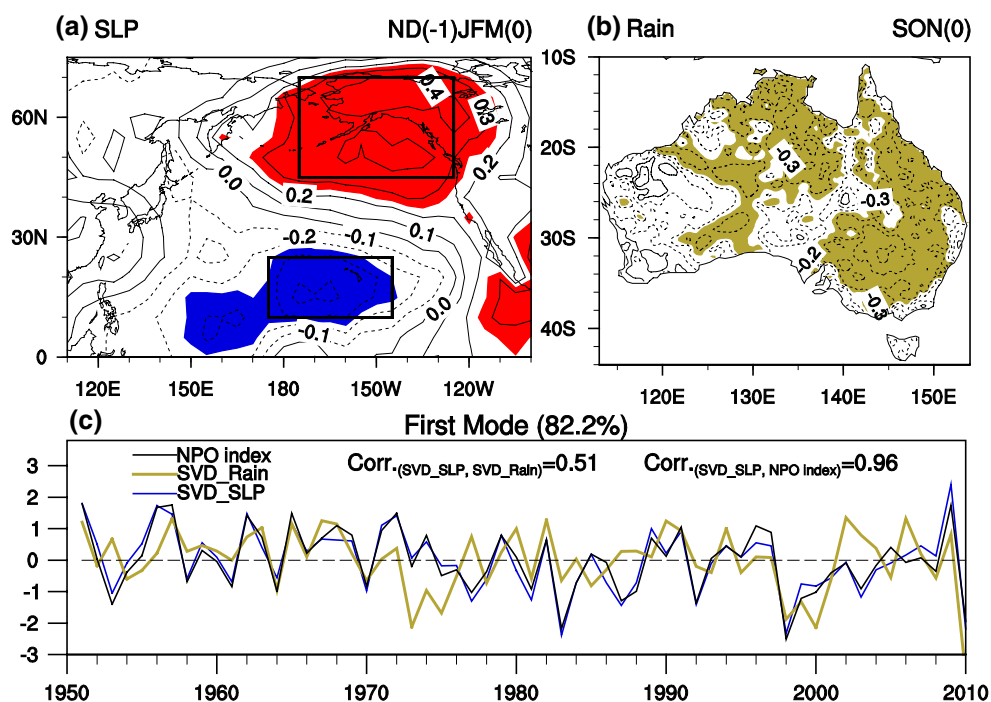 (a) SLP ND(-1)JFM(0)
60N
30N
0
120E 150E 180 150W 120W
0.4
0.3
0.2
0.0
0.2
0.1
-0.2 -0.1
0.0
-0.1
(b) Rain SON(0)
10S
20S
30S
40S
120E 130E 140E 150E
-0.3
-0.3
-0.2
-0.3
(c) First Mode (82.2%)
NPO index
SVD_Rain
SVD_SLP
Corr.(SVD_SLP, SVD_Rain)=0.51 Corr.(SVD_SLP, NPO Index)=0.96
3
2
1
0
-1
-2
-3
1950 1960 1970 1980 1990 2000 2010